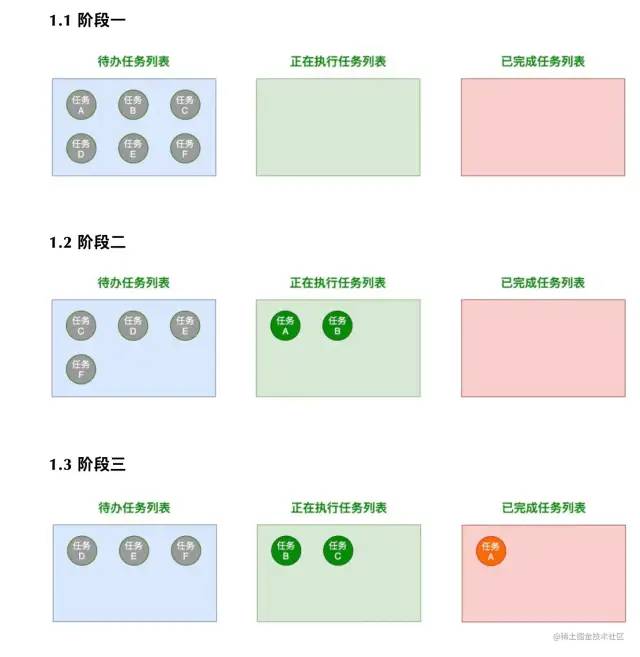 1.1 阶段一
待办任务列表 正在执行任务列表 已完成任务列表
任务 任务 任务
A B C
任务 任务 任务
D E F
1.2 阶段二
待办任务列表 正在执行任务列表 已完成任务列表
任务 任务 任务 任务 任务
C D E A B
任务
F
1.3 阶段三
待办任务列表 正在执行任务列表 已完成任务列表
任务 任务 任务 任务 任务 任务
D E F B C A
@稀土掘金技术社区